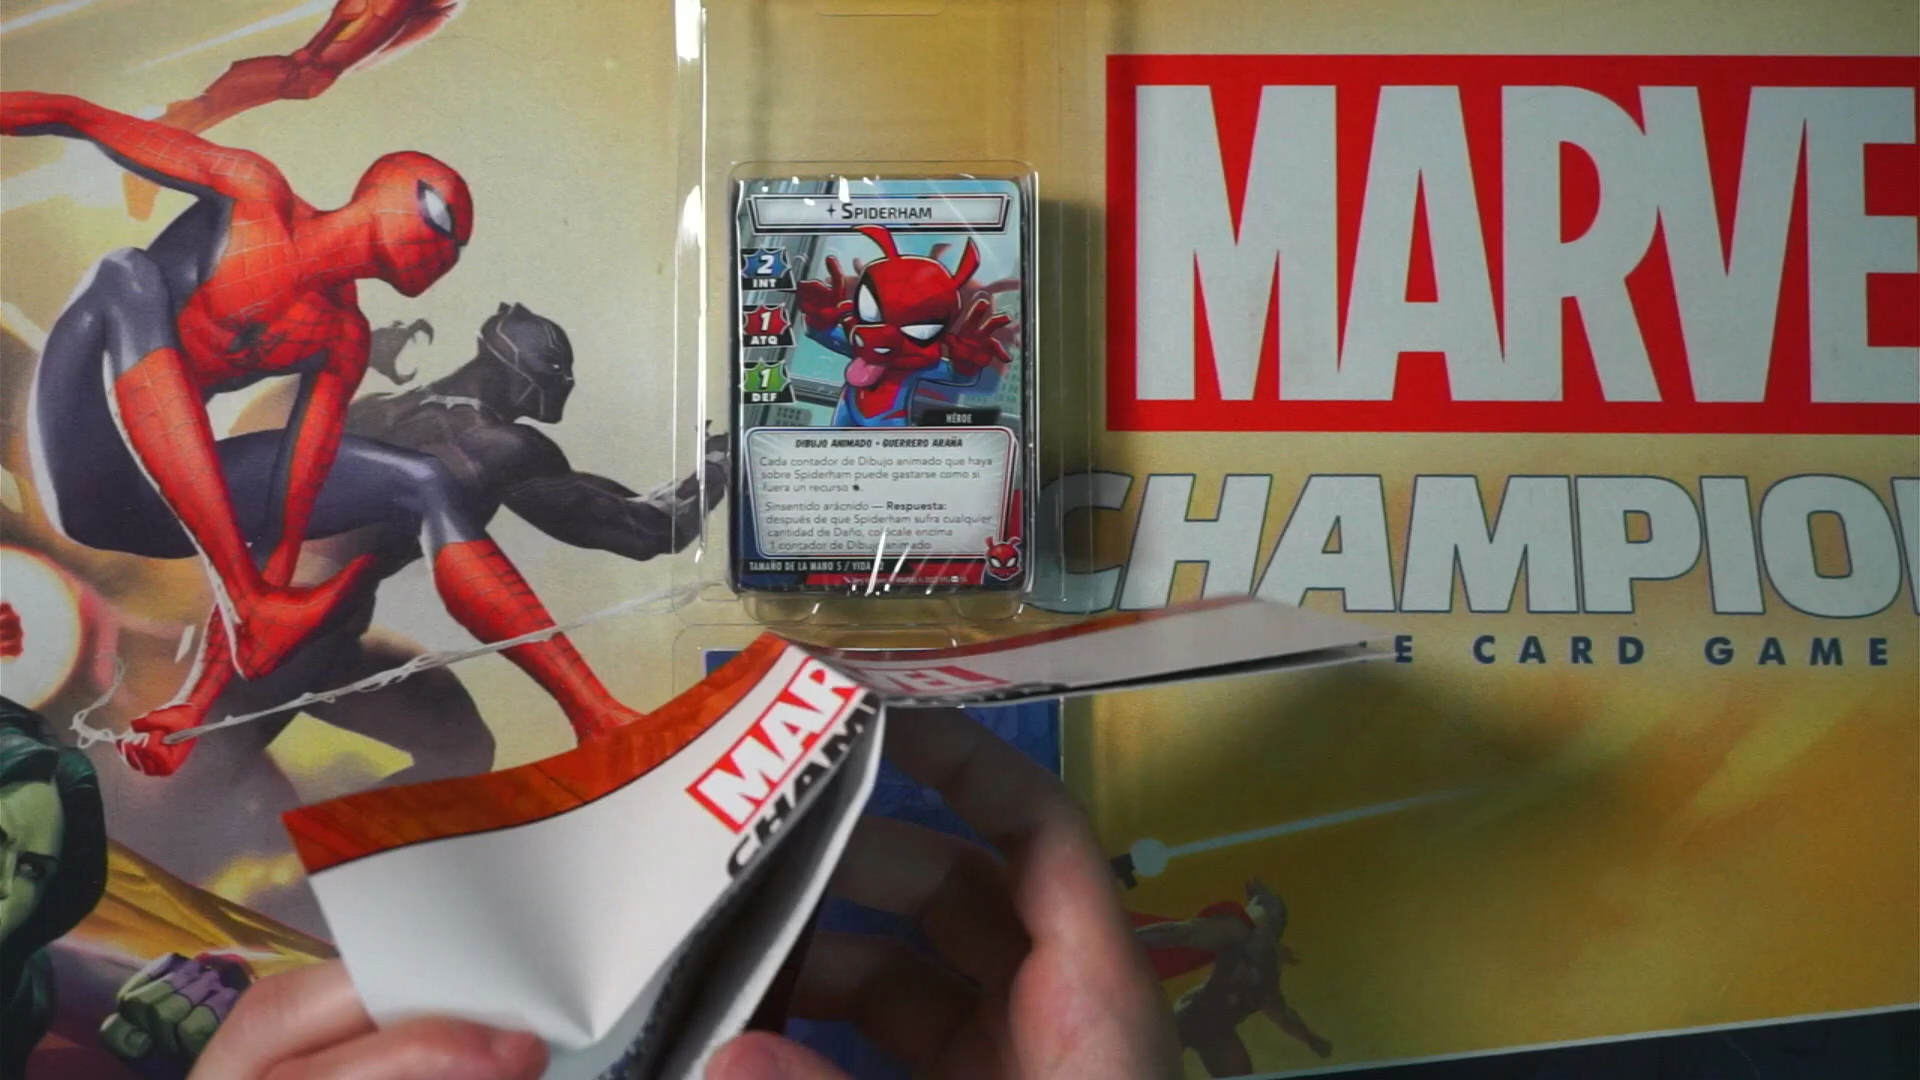 MARVE
CHAMPIO
E CARD GAME
SPIDERHAM
2
INT
1
ATQ
1
DEF
HÉROE
DIBUJO ANIMADO • GUERRERO ARAÑA
Cada contador de Dibujo animado que haya
sobre Spiderham puede gastarse como si
fuera un recurso
Sinsentido arácnido — Respuesta:
después de que Spiderham sufra cualquier
cantidad de Daño, colócale encima
1 contador de Dibujo animado.
TAMAÑO DE LA MANO 5 / VIDA
MAR
CHAM
VEL